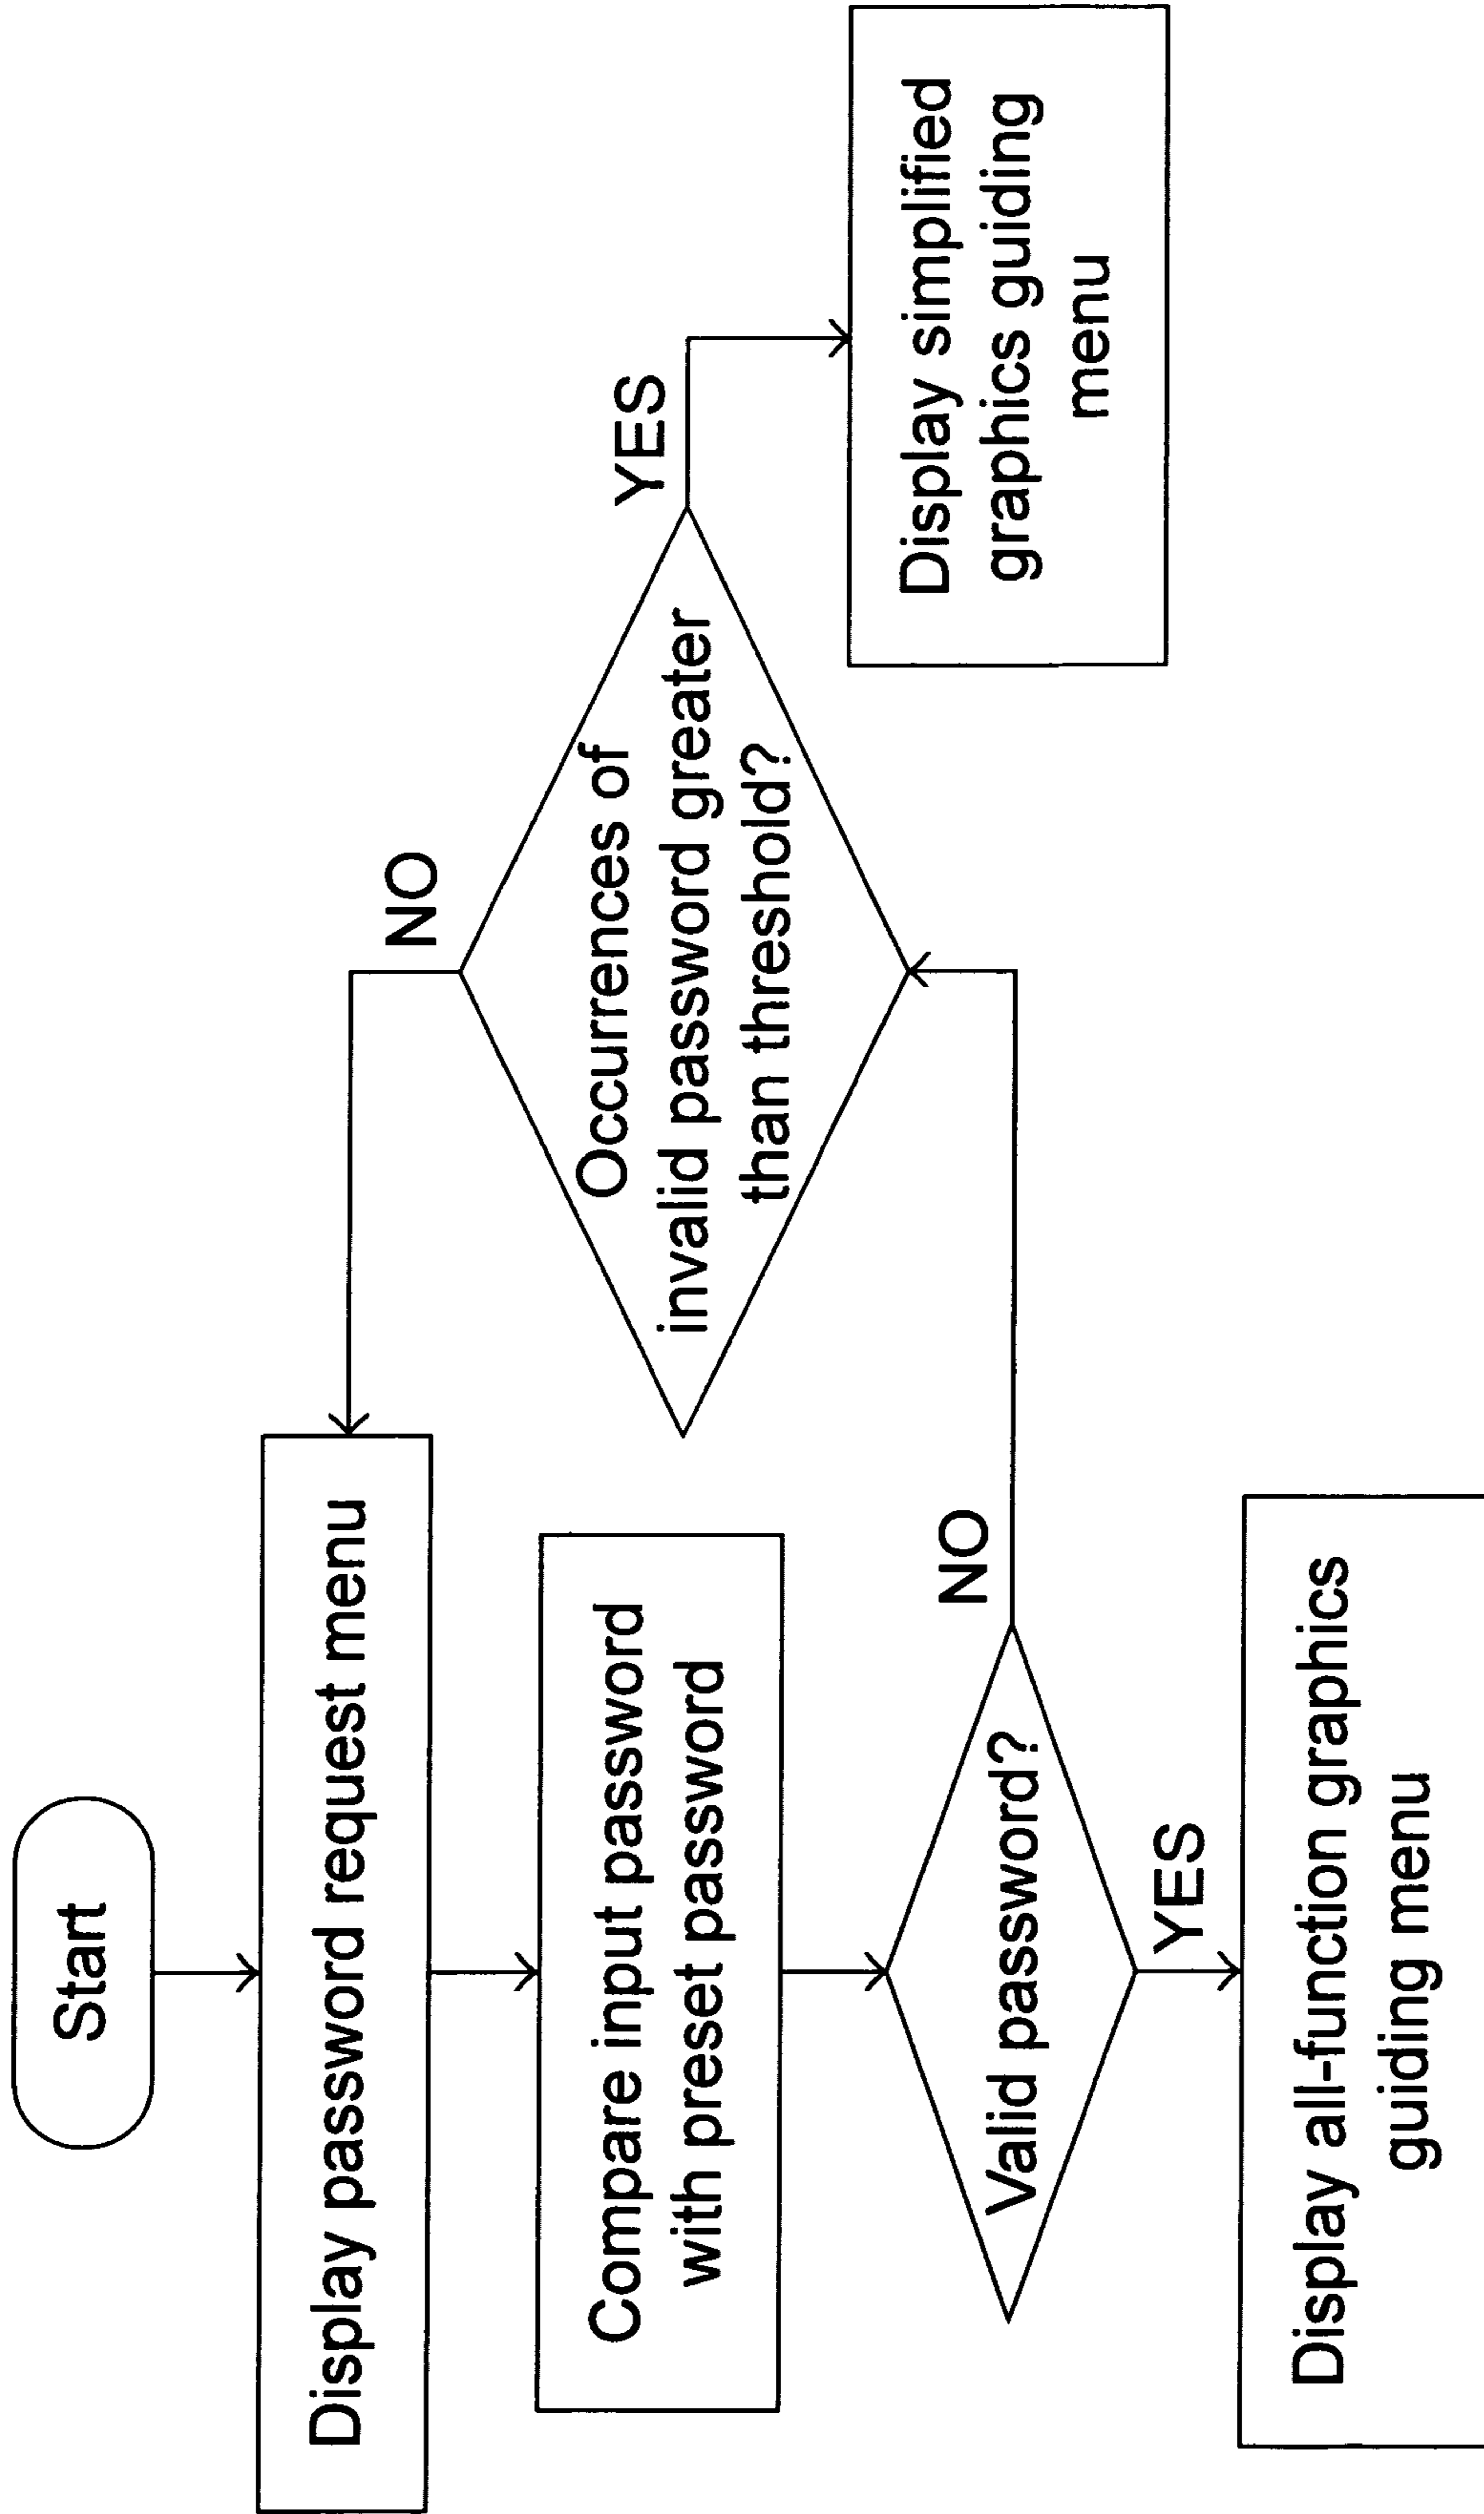 Start
Display password request menu
Compare input password
with preset password
Valid password?
YES
NO
Display all-function graphics
guiding menu
Occurrences of
invalid password greater
than threshold?
NO
YES
Display simplified
graphics guiding
menu